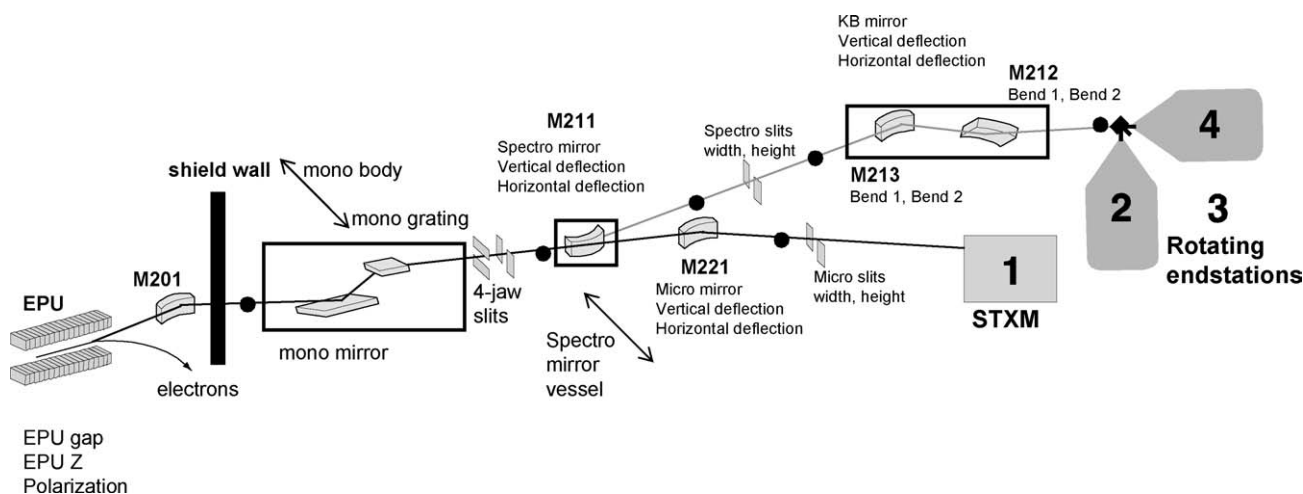 KB mirror
Vertical deflection
Horizontal deflection
M212
Bend 1, Bend 2
M211
Spectro mirror
Vertical deflection
Horizontal deflection
Spectro slits
width, height
4
shield wall
mono body
mono grating
M213
Bend 1, Bend 2
2
3
Rotating
endstations
M201
EPU
4-jaw
slits
M221
Micro mirror
Vertical deflection
Horizontal deflection
Micro slits
width, height
1
STXM
mono mirror
electrons
Spectro
mirror
vessel
EPU gap
EPU Z
Polarization